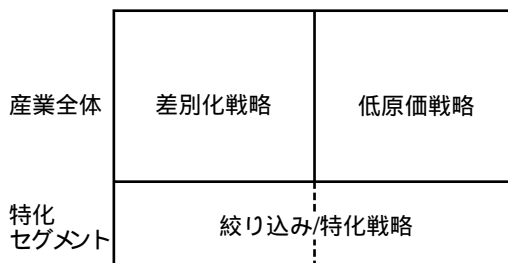 産業全体
差別化戦略
低原価戦略
特化
セグメント
絞り込み/特化戦略